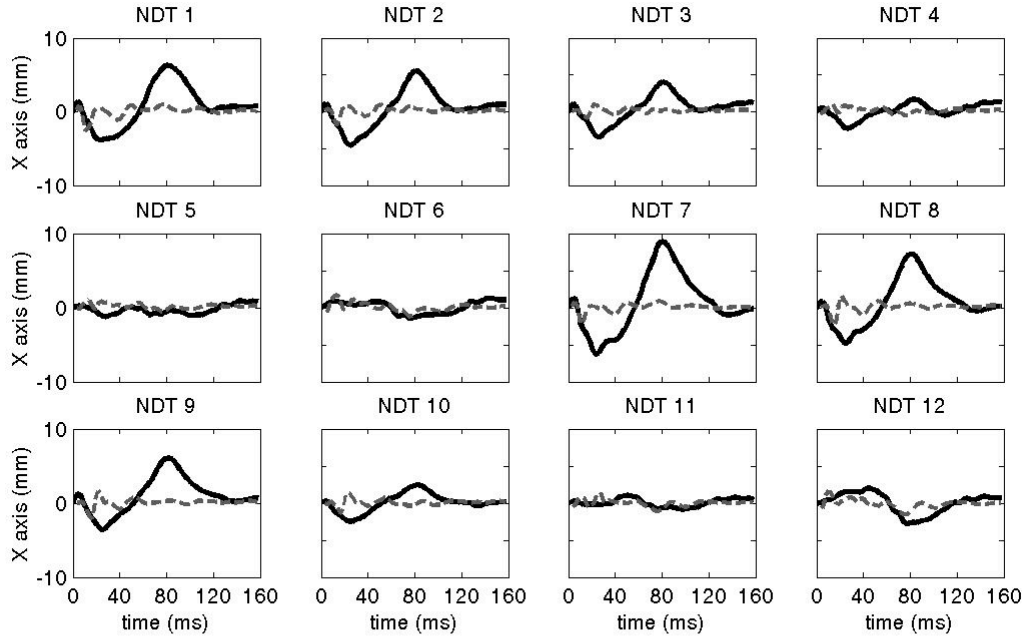 NDT 1 NDT 2 NDT 3 NDT 4
10
0
-10
X axis (mm)
NDT 5 NDT 6 NDT 7 NDT 8
10
0
-10
X axis (mm)
NDT 9 NDT 10 NDT 11 NDT 12
10
0
-10
X axis (mm)
0 40 80 120 160 0 40 80 120 160 0 40 80 120 160 0 40 80 120 160
time (ms) time (ms) time (ms) time (ms)